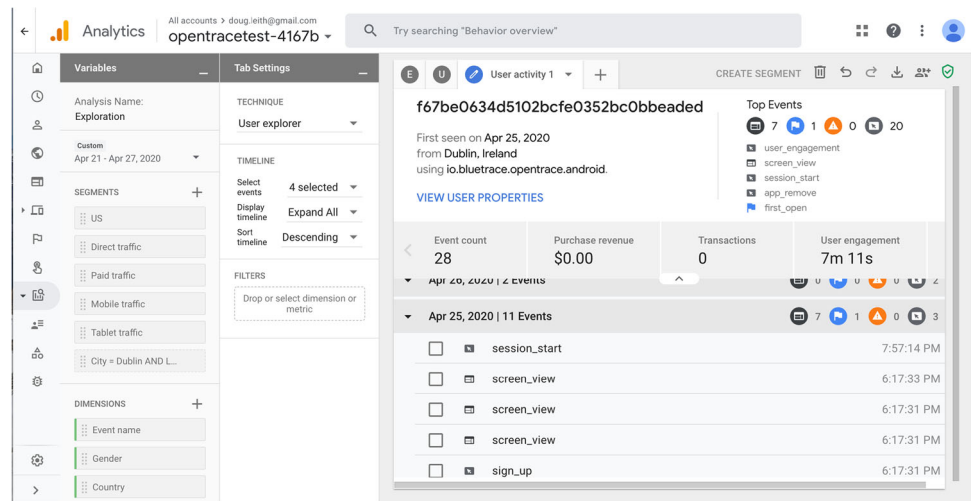 All accounts > doug.leith@gmail.com
Analytics
opentracetest-4167b
Try searching "Behavior overview"
Variables
Analysis Name:
Exploration
Custom
Apr 21 - Apr 27, 2020
SEGMENTS
US
Direct traffic
Paid traffic
Mobile traffic
Tablet traffic
City = Dublin AND L...
DIMENSIONS
Event name
Gender
Country
Tab Settings
TECHNIQUE
User explorer
TIMELINE
Select events
4 selected
Display timeline
Expand All
Sort timeline
Descending
FILTERS
Drop or select dimension or
metric
E
U
User activity 1
CREATE SEGMENT
f67be0634d5102bcfe0352bc0bbeaded
First seen on Apr 25, 2020
from Dublin, Ireland
using io.bluetrace.opentrace.android.
VIEW USER PROPERTIES
Top Events
7 1 0 20
user_engagement
screen_view
session_start
app_remove
first_open
Event count
28
Purchase revenue
$0.00
Transactions
0
User engagement
7m 11s
Apr 26, 2020 | 2 Events
0 0 0 2
Apr 25, 2020 | 11 Events
7 1 0 3
session_start 7:57:14 PM
screen_view 6:17:33 PM
screen_view 6:17:31 PM
screen_view 6:17:31 PM
sign_up 6:17:31 PM